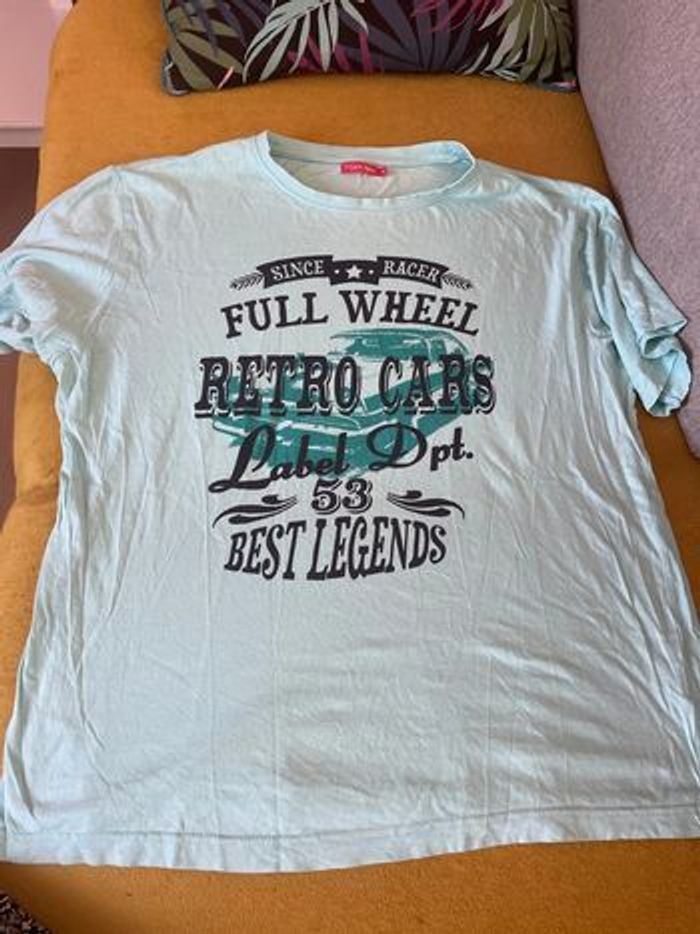 SINCE ★ RACER
FULL WHEEL
RETRO CARS
Label Dpt.
53
BEST LEGENDS